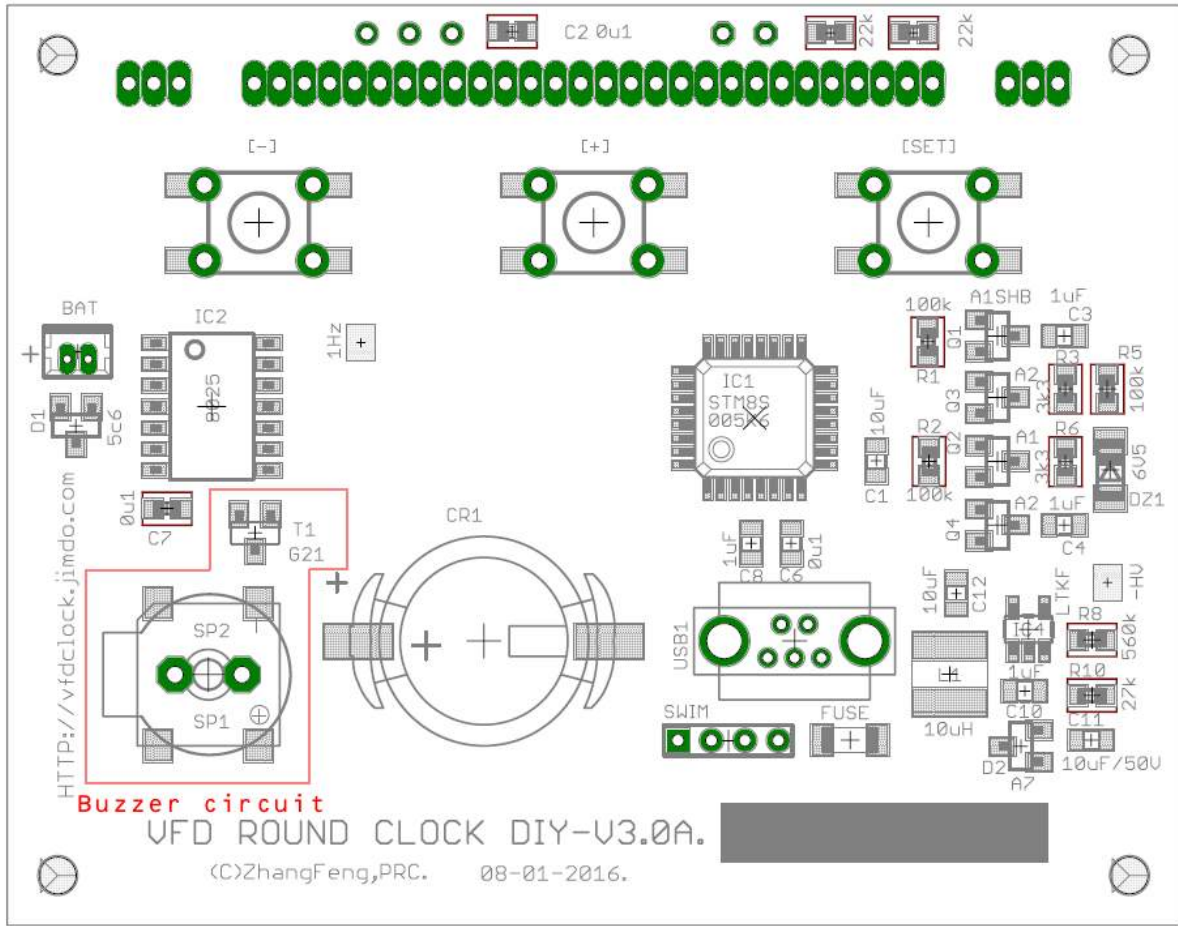 C2 0u1
22k
22k
[-]
[+]
[SET]
BAT
IC2
1Hz
8025
D1
5c6
0u1
C7
T1
G21
CR1
SP2
SP1
HTTP://vfdclock.jimdo.com
Buzzer circuit
IC1
STM8S
005K6
10uF
C1
1uF
C8
C6
0u1
USB1
SWIM
FUSE
100k
R1
Q1
A1SHB
1uF
C3
Q3
A2
R3
3k3
R5
100k
R2
100k
Q2
A1
R6
3k3
6V5
DZ1
Q4
A2
1uF
C4
10uF
C12
LTKF
IC4
-HV
R8
560k
L1
10uH
1uF
C10
R10
27k
C11
10uF/50V
D2
A7
VFD ROUND CLOCK DIY-V3.0A.
(C)ZhangFeng,PRC. 08-01-2016.